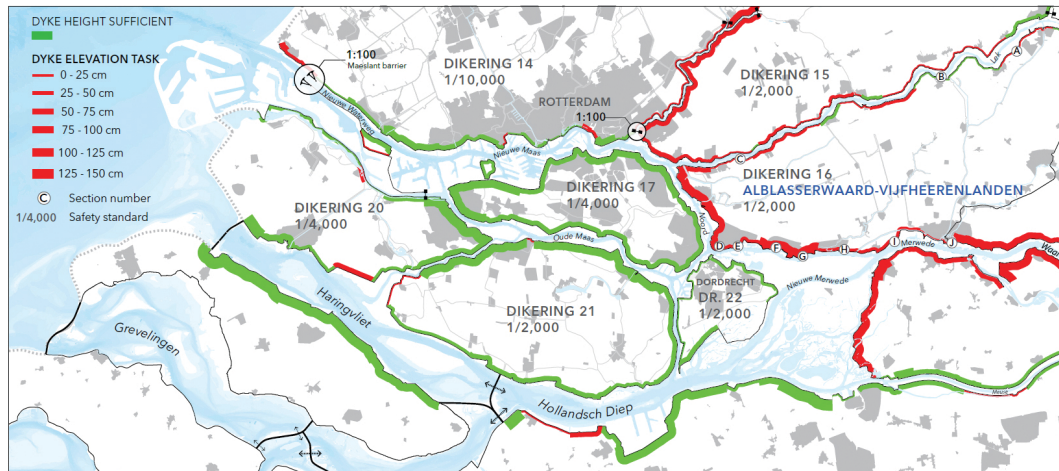 DYKE HEIGHT SUFFICIENT
DYKE ELEVATION TASK
0 - 25 cm
25 - 50 cm
50 - 75 cm
75 - 100 cm
100 - 125 cm
125 - 150 cm
C Section number
1/4,000 Safety standard
1:100
Maeslant barrier
DIKERING 14
1/10,000
ROTTERDAM
1:100
DIKERING 15
1/2,000
Lek
A
B
C
Nieuwe Waterweg
Nieuwe Maas
DIKERING 16
ALBLASSERWAARD-VIJFHEERENLANDEN
1/2,000
DIKERING 17
1/4,000
DIKERING 20
1/4,000
Noord
Oude Maas
D
E
F
G
H
I
Merwede
J
DORDRECHT
DR. 22
1/2,000
Nieuwe Merwede
DIKERING 21
1/2,000
Haringvliet
Grevelingen
Hollandsch Diep